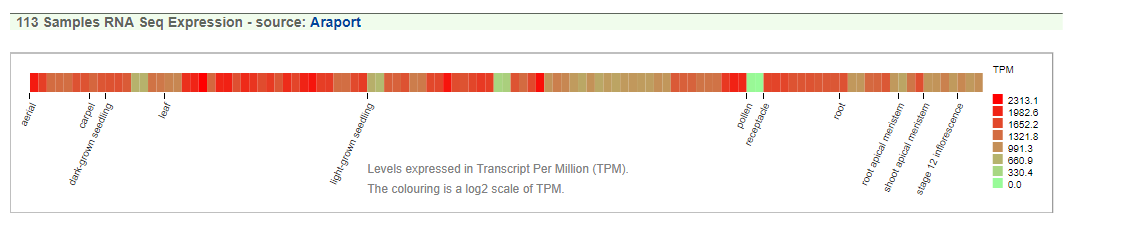 113 Samples RNA Seq Expression - source: Araport
TPM
2313.1
1982.6
1652.2
1321.8
991.3
660.9
330.4
0.0
aerial
carpel
dark-grown seedling
leaf
light-grown seedling
pollen
receptacle
root
root apical meristem
shoot apical meristem
stage 12 inflorescence
Levels expressed in Transcript Per Million (TPM).
The colouring is a log2 scale of TPM.